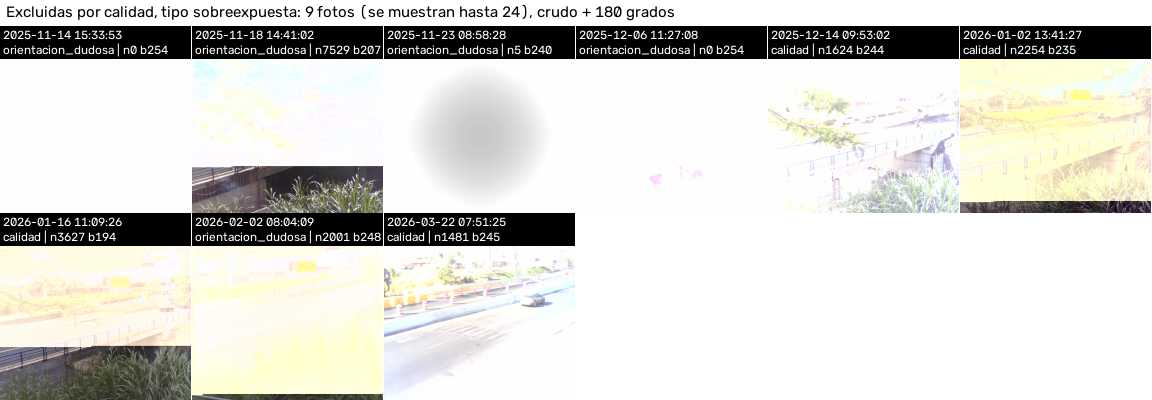 Excluidas por calidad, tipo sobreexpuesta: 9 fotos (se muestran hasta 24), crudo + 180 grados
2025-11-14 15:33:53
orientacion_dudosa | n0 b254
2025-11-18 14:41:02
orientacion_dudosa | n7529 b207
2025-11-23 08:58:28
orientacion_dudosa | n5 b240
2025-12-06 11:27:08
orientacion_dudosa | n0 b254
2025-12-14 09:53:02
calidad | n1624 b244
2026-01-02 13:41:27
calidad | n2254 b235
2026-01-16 11:09:26
calidad | n3627 b194
2026-02-02 08:04:09
orientacion_dudosa | n2001 b248
2026-03-22 07:51:25
calidad | n1481 b245